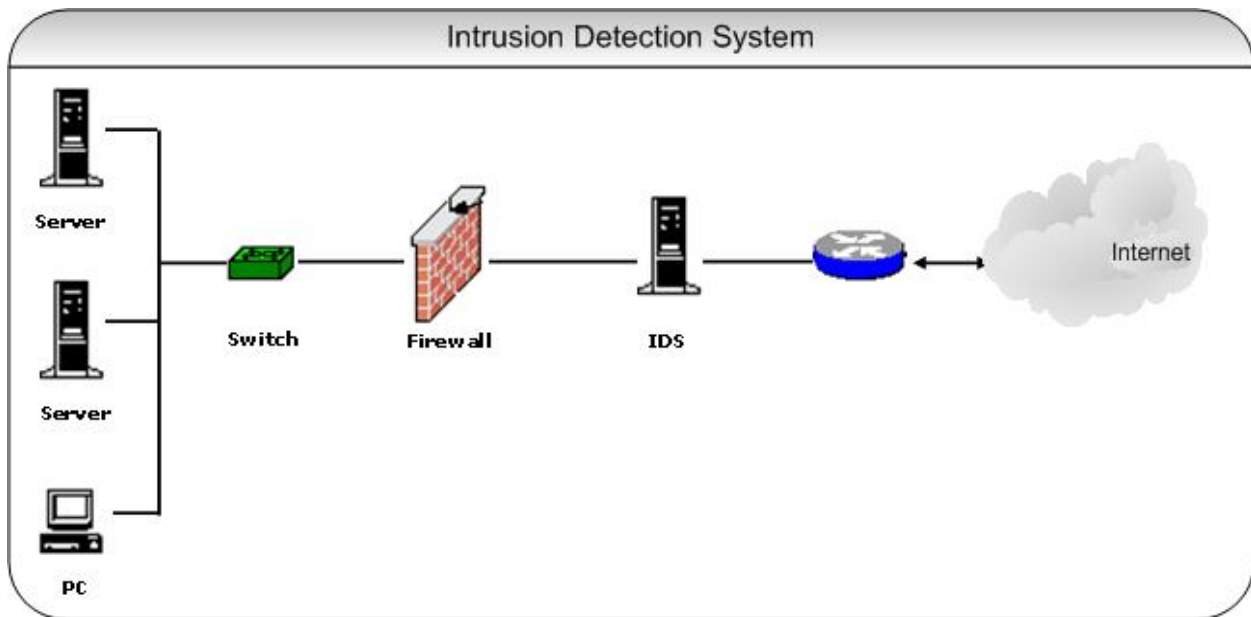 Intrusion Detection System
Server
Server
PC
Switch
Firewall
IDS
Internet